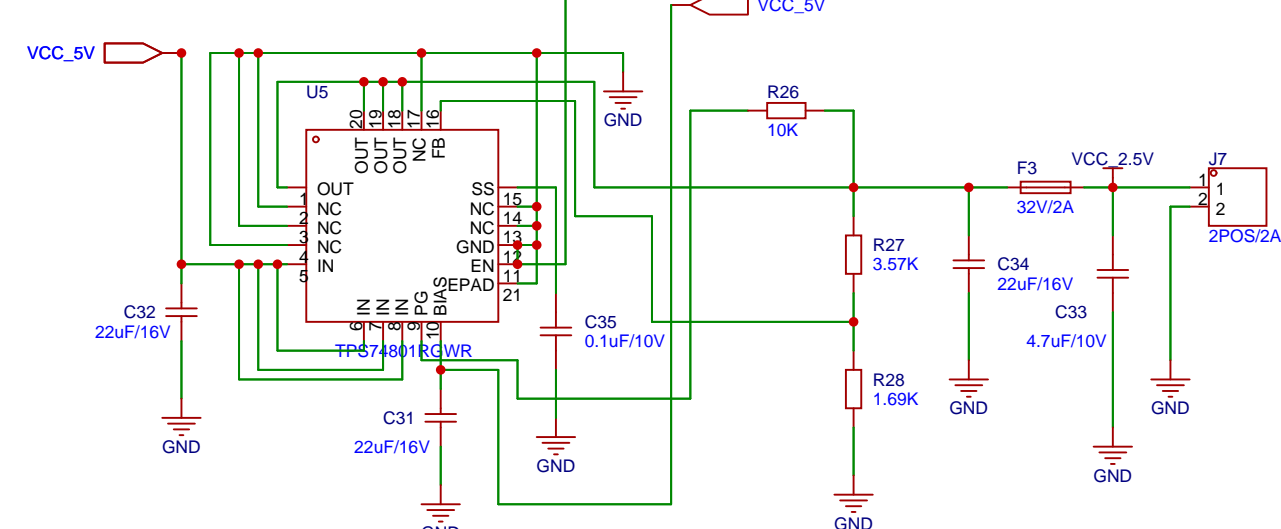 VCC_5V
VCC_5V
U5
GND
R26
10K
20
19
18
17
16
OUT
OUT
OUT
NC
FB
F3
32V/2A
VCC_2.5V
J7
1
2
1
2
2POS/2A
OUT
NC
NC
NC
IN
1
2
3
4
5
SS
NC
NC
GND
EN
EPAD
15
14
13
12
11
21
IN
IN
IN
PG
BIAS
6
7
8
9
10
TPS74801RGWR
R27
3.57K
C34
22uF/16V
C33
4.7uF/10V
C32
22uF/16V
C35
0.1uF/10V
R28
1.69K
GND
GND
C31
22uF/16V
GND
GND
GND
GND
GND
GND